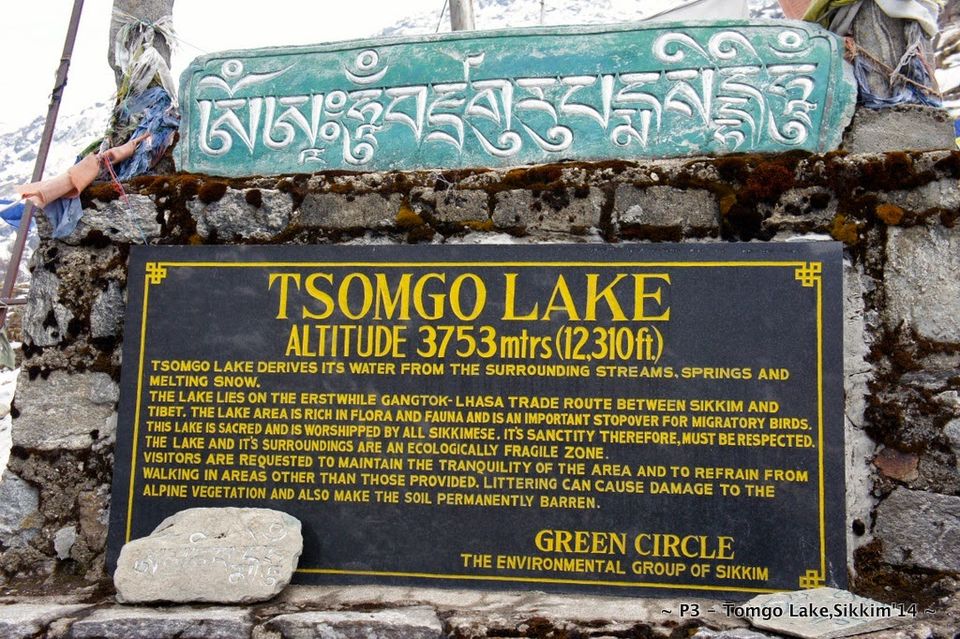 ཨོཾ་ཨཱཿཧཱུྃ་བཛྲ་གུ་རུ་པདྨ་སིདྡྷི་ཧཱུྃ
TSOMGO LAKE
ALTITUDE 3753 mtrs (12,310 ft.)
TSOMGO LAKE DERIVES ITS WATER FROM THE SURROUNDING STREAMS, SPRINGS AND
MELTING SNOW.
THE LAKE LIES ON THE ERSTWHILE GANGTOK-LHASA TRADE ROUTE BETWEEN SIKKIM AND
TIBET. THE LAKE AREA IS RICH IN FLORA AND FAUNA AND IS AN IMPORTANT STOPOVER FOR MIGRATORY BIRDS.
THIS LAKE IS SACRED AND IS WORSHIPPED BY ALL SIKKIMESE. IT'S SANCTITY THEREFORE, MUST BE RESPECTED.
THE LAKE AND IT'S SURROUNDINGS ARE AN ECOLOGICALLY FRAGILE ZONE.
VISITORS ARE REQUESTED TO MAINTAIN THE TRANQUILITY OF THE AREA AND TO REFRAIN FROM
WALKING IN AREAS OTHER THAN THOSE PROVIDED. LITTERING CAN CAUSE DAMAGE TO THE
ALPINE VEGETATION AND ALSO MAKE THE SOIL PERMANENTLY BARREN.
GREEN CIRCLE
THE ENVIRONMENTAL GROUP OF SIKKIM
~ P3 - Tomgo Lake,Sikkim'14 ~